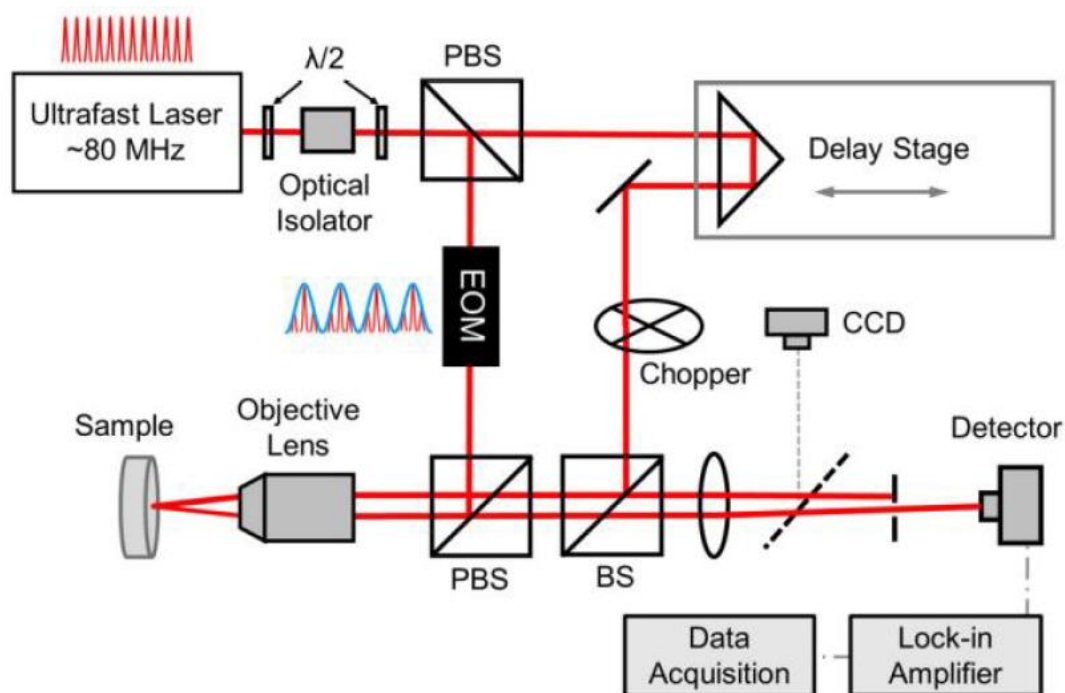 Ultrafast Laser
~80 MHz
λ/2
Optical
Isolator
PBS
Delay Stage
EOM
Chopper
CCD
Sample
Objective
Lens
PBS
BS
Detector
Data
Acquisition
Lock-in
Amplifier